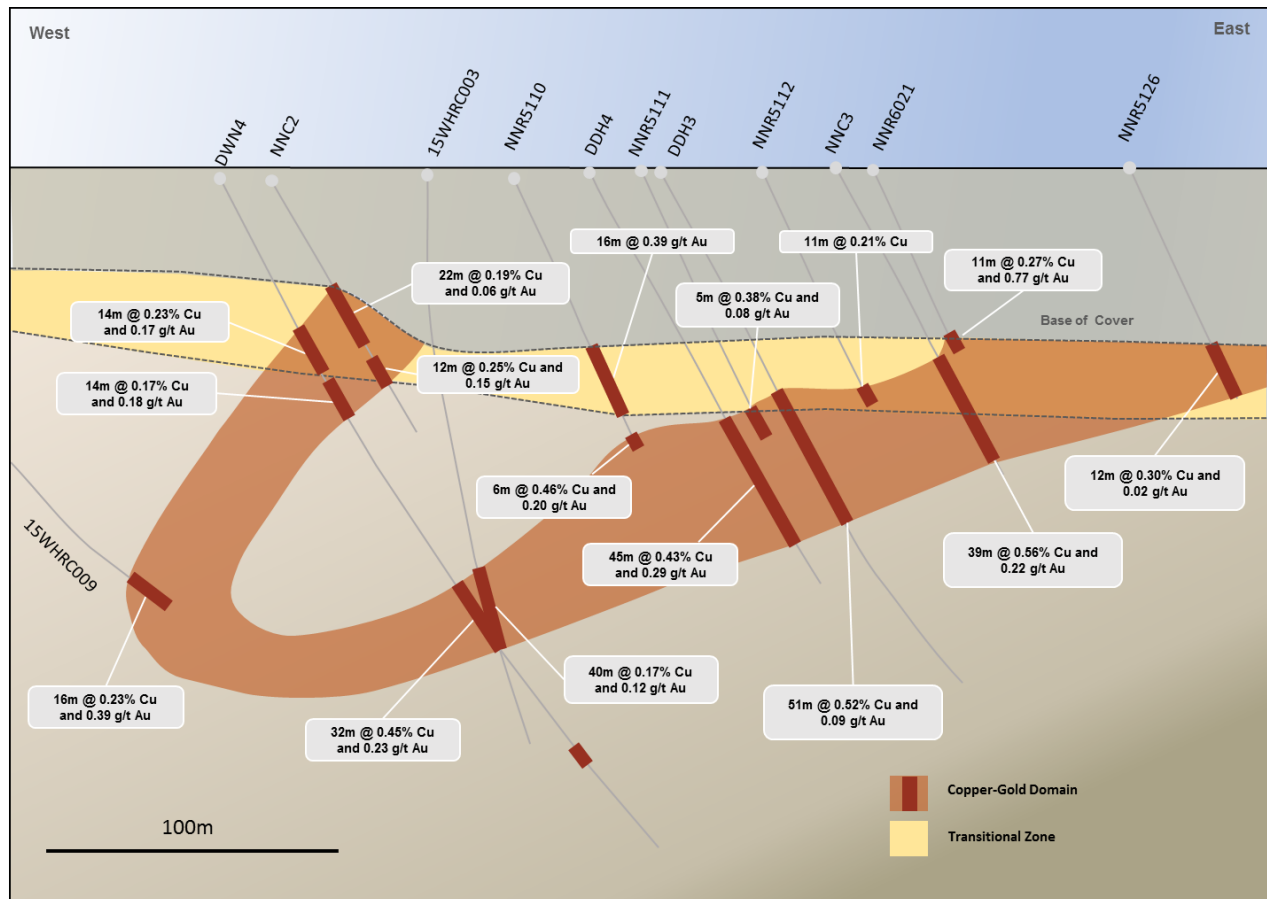 West
East
DWN4
NNC2
15WHRC003
NNR5110
DDH4
NNR5111
DDH3
NNR5112
NNC3
NNR6021
NNR5126
16m @ 0.39 g/t Au
11m @ 0.21% Cu
22m @ 0.19% Cu
and 0.06 g/t Au
11m @ 0.27% Cu
and 0.77 g/t Au
5m @ 0.38% Cu and
0.08 g/t Au
14m @ 0.23% Cu
and 0.17 g/t Au
Base of Cover
12m @ 0.25% Cu and
0.15 g/t Au
14m @ 0.17% Cu
and 0.18 g/t Au
12m @ 0.30% Cu and
0.02 g/t Au
6m @ 0.46% Cu and
0.20 g/t Au
15WHRC009
45m @ 0.43% Cu
and 0.29 g/t Au
39m @ 0.56% Cu and
0.22 g/t Au
40m @ 0.17% Cu
and 0.12 g/t Au
16m @ 0.23% Cu
and 0.39 g/t Au
51m @ 0.52% Cu and
0.09 g/t Au
32m @ 0.45% Cu
and 0.23 g/t Au
Copper-Gold Domain
100m
Transitional Zone